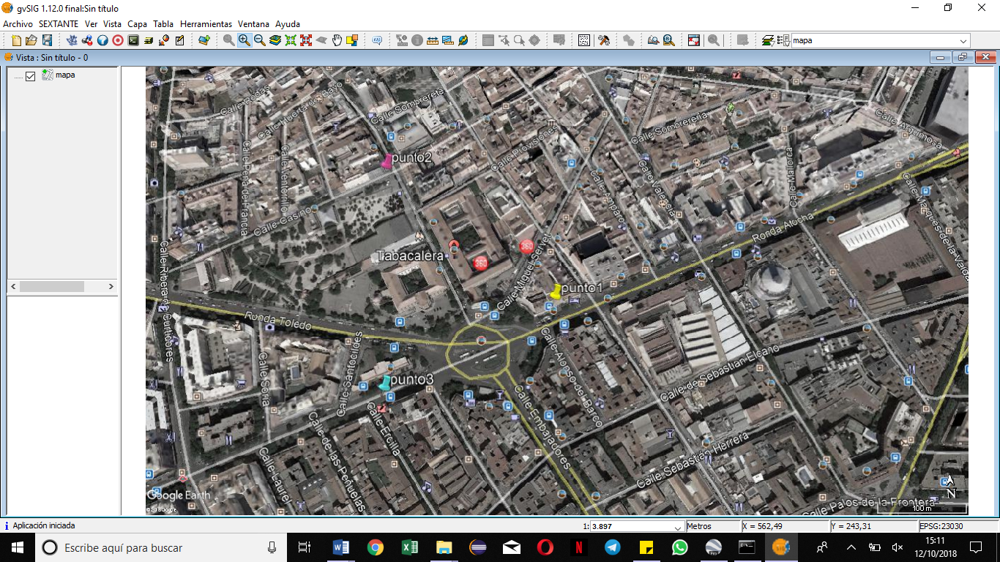 gvSIG 1.12.0 final:Sin título
Archivo SEXTANTE Ver Vista Capa Tabla Herramientas Ventana Ayuda
mapa
Vista : Sin título - 0
mapa
Calle Rodas
Calle Huerta del Bayo
Calle Sombrerete
Calle Sombrerería
Calle Argumosa
Calle Provisiones
Calle Peña de Francia
Calle Ventorrillo
Calle Mallorca
punto2
Calle Amparo
Calle Valencia
Calle Casino
Ronda Atocha
Calle Miguel Servet
360
Tabacalera
360
Calle Ribera de Curtidores
punto1
Ronda Toledo
Calle Santocildes
Calle Soria
Calle Alonso del Barco
Calle de Sebastián Elcano
punto3
Calle Embajadores
Calle Ercilla
Calle de las Peñuelas
Calle Laurel
Calle Sebastián Herrera
Google Earth
N
Calle Palos de la Frontera
100 m
Aplicación iniciada
1: 3.897
Metros
X = 562,49
Y = 243,31
EPSG:23030
Escribe aquí para buscar
15:11
12/10/2018